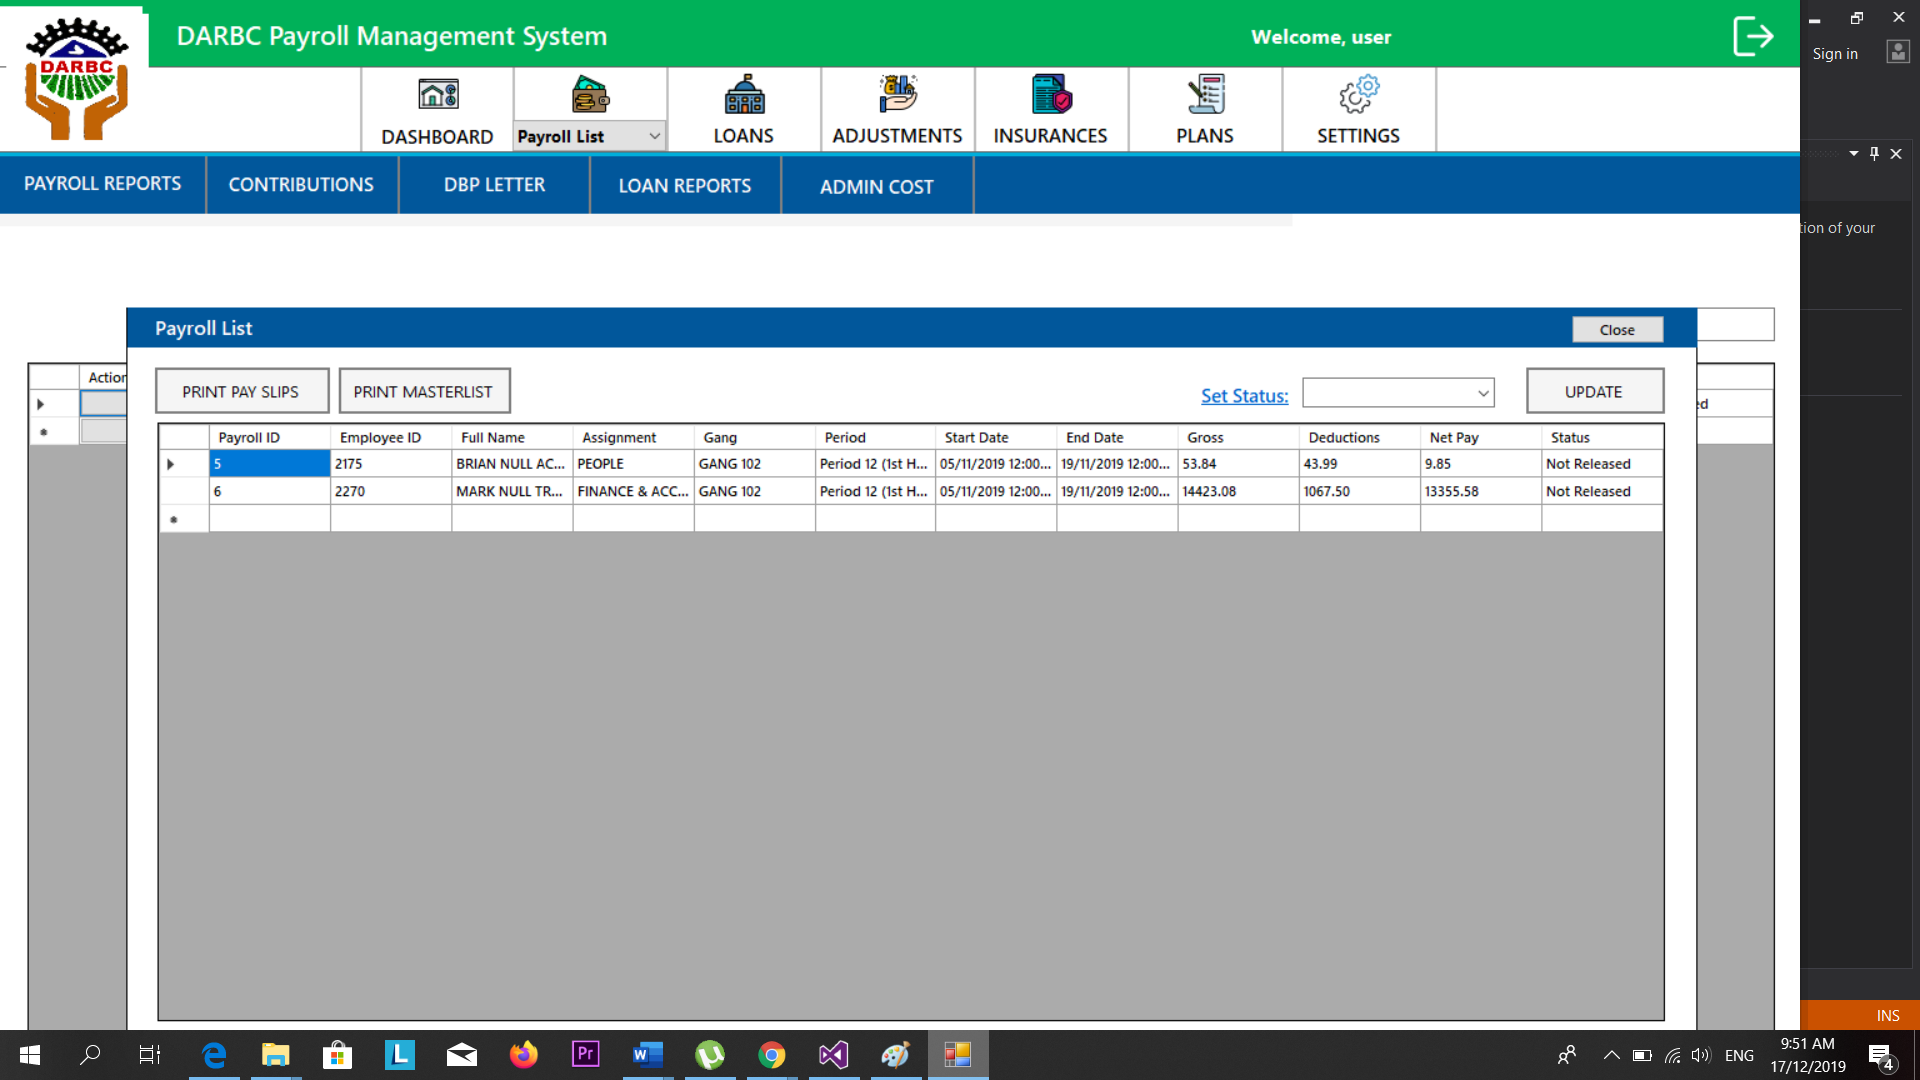 DARBC Payroll Management System
Welcome, user
Sign in
DARBC
DASHBOARD
Payroll List
LOANS
ADJUSTMENTS
INSURANCES
PLANS
SETTINGS
PAYROLL REPORTS
CONTRIBUTIONS
DBP LETTER
LOAN REPORTS
ADMIN COST
tion of your
Payroll List
Close
Action
PRINT PAY SLIPS
PRINT MASTERLIST
Set Status:
UPDATE
ed
Payroll ID Employee ID Full Name Assignment Gang Period Start Date End Date Gross Deductions Net Pay Status
5 2175 BRIAN NULL AC... PEOPLE GANG 102 Period 12 (1st H... 05/11/2019 12:00... 19/11/2019 12:00... 53.84 43.99 9.85 Not Released
6 2270 MARK NULL TR... FINANCE & ACC... GANG 102 Period 12 (1st H... 05/11/2019 12:00... 19/11/2019 12:00... 14423.08 1067.50 13355.58 Not Released
INS
L
Pr
W
ENG
9:51 AM
17/12/2019
4